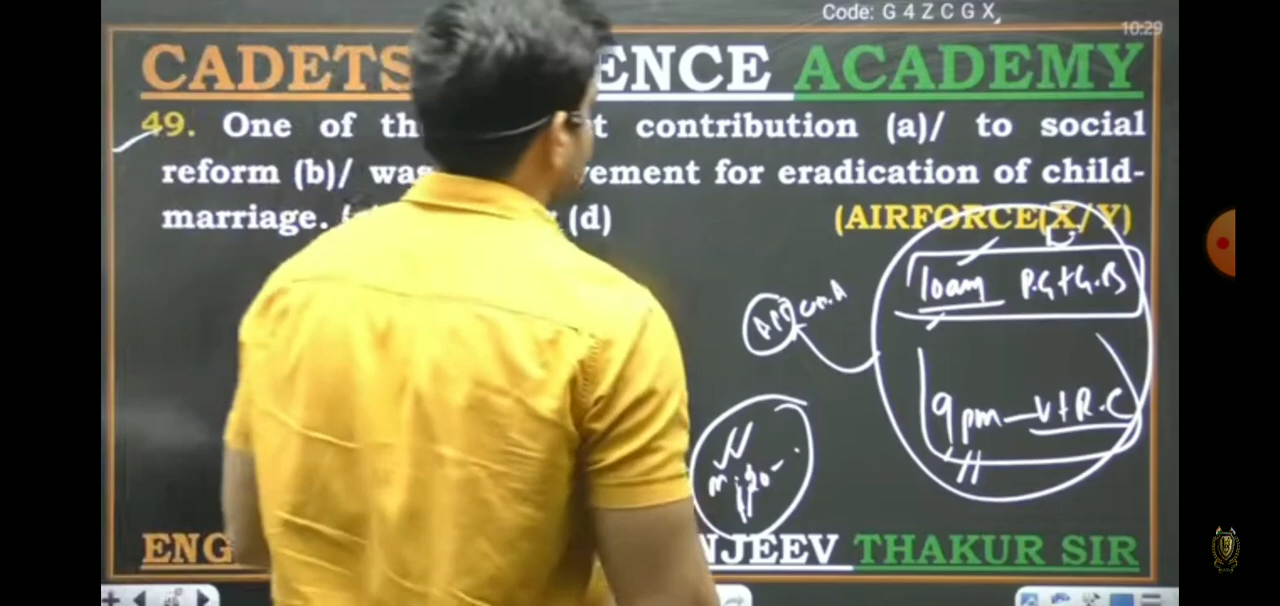 Code: G 4 Z C G X
10:29
CADETS ENCE ACADEMY
49. One of th t contribution (a)/ to social
reform (b)/ was vement for eradication of child-
marriage. (d) (AIRFORCE(X/Y)
10am P.G+G.B
9pm - V+R.C
ENG NJEEV THAKUR SIR